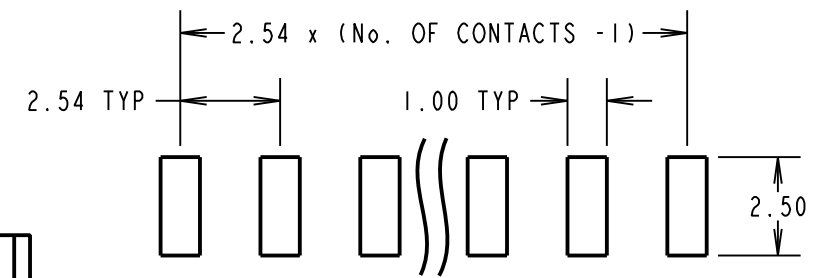 2.54 x (No. OF CONTACTS -1)
2.54 TYP
1.00 TYP
2.50